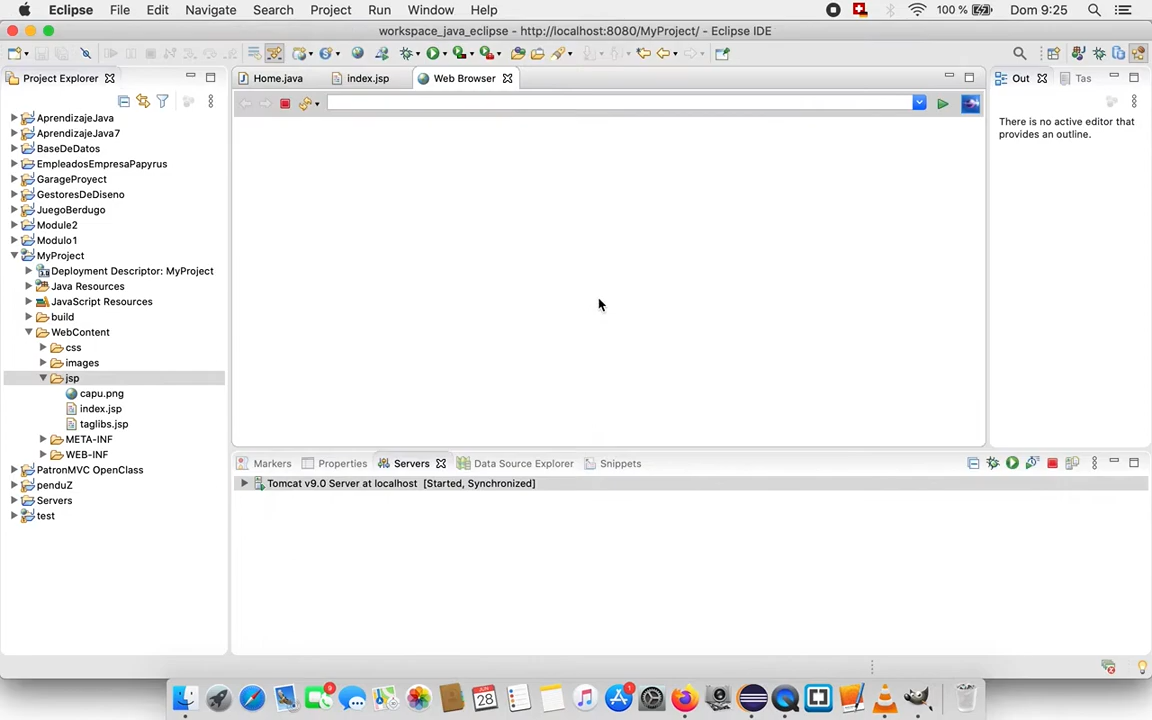 Eclipse File Edit Navigate Search Project Run Window Help 100 % Dom 9:25
workspace_java_eclipse - http://localhost:8080/MyProject/ - Eclipse IDE
Project Explorer
Home.java index.jsp Web Browser
Out Tas
There is no active editor that
provides an outline.
AprendizajeJava
AprendizajeJava7
BaseDeDatos
EmpleadosEmpresaPapyrus
GarageProyect
GestoresDeDiseno
JuegoBerdugo
Module2
Modulo1
MyProject
Deployment Descriptor: MyProject
Java Resources
JavaScript Resources
build
WebContent
css
images
jsp
capu.png
index.jsp
taglibs.jsp
META-INF
WEB-INF
PatronMVC OpenClass
penduZ
Servers
test
Markers Properties Servers Data Source Explorer Snippets
Tomcat v9.0 Server at localhost [Started, Synchronized]